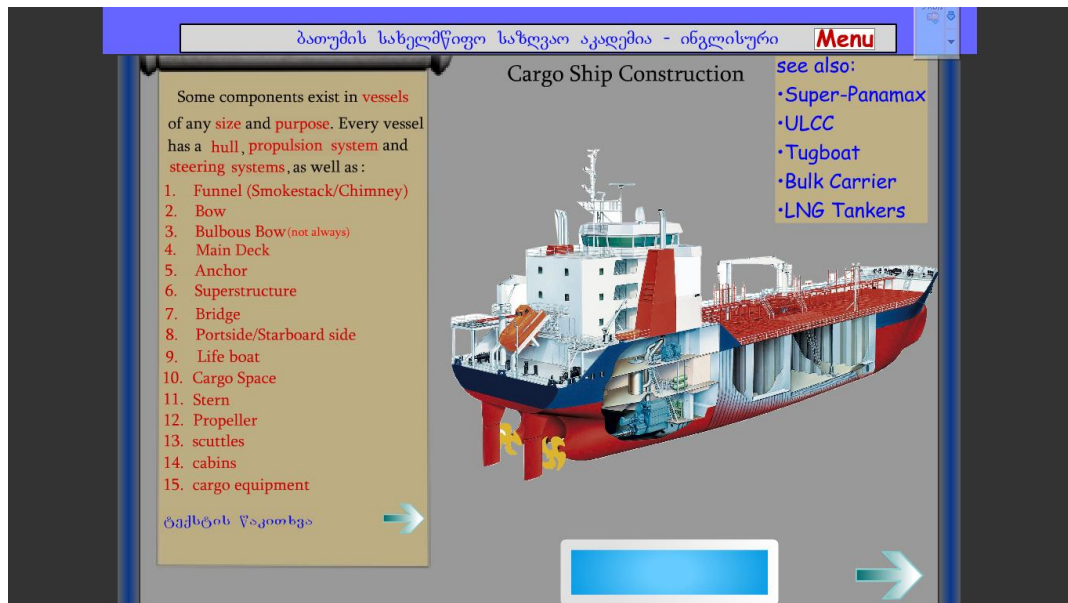 ბათუმის სახელმწიფო საზღვაო აკადემია - ინგლისური
Menu
Cargo Ship Construction
Some components exist in vessels
of any size and purpose. Every vessel
has a hull, propulsion system and
steering systems, as well as:
1. Funnel (Smokestack/Chimney)
2. Bow
3. Bulbous Bow (not always)
4. Main Deck
5. Anchor
6. Superstructure
7. Bridge
8. Portside/Starboard side
9. Life boat
10. Cargo Space
11. Stern
12. Propeller
13. scuttles
14. cabins
15. cargo equipment
ტექსტის წაკითხვა
see also:
•Super-Panamax
•ULCC
•Tugboat
•Bulk Carrier
•LNG Tankers